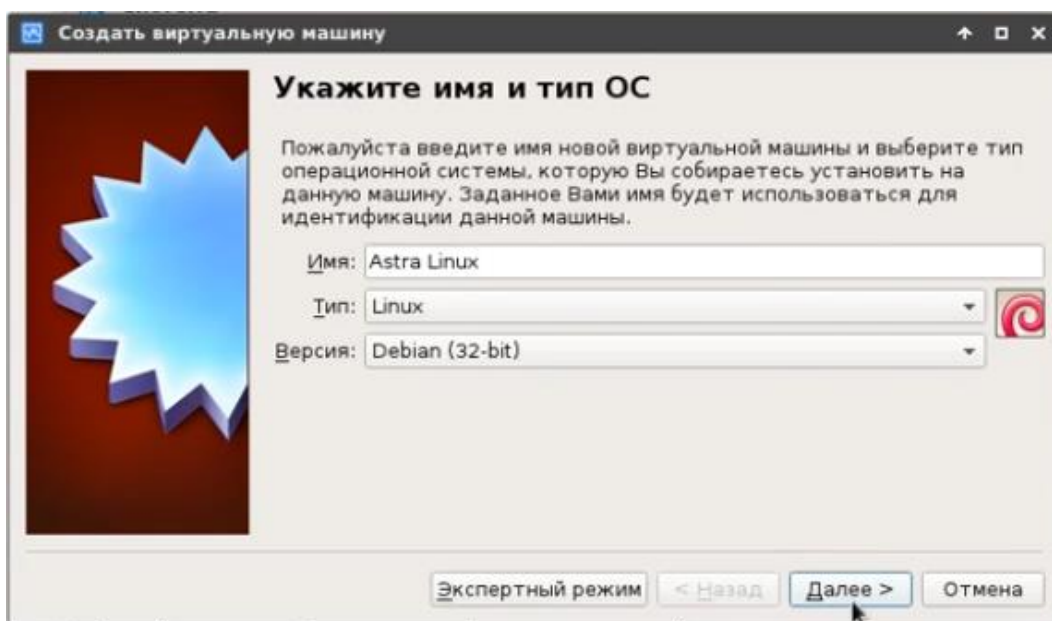 Создать виртуальную машину
Укажите имя и тип ОС
Пожалуйста введите имя новой виртуальной машины и выберите тип
операционной системы, которую Вы собираетесь установить на
данную машину. Заданное Вами имя будет использоваться для
идентификации данной машины.
Имя: Astra Linux
Тип: Linux
Версия: Debian (32-bit)
Экспертный режим < Назад Далее > Отмена